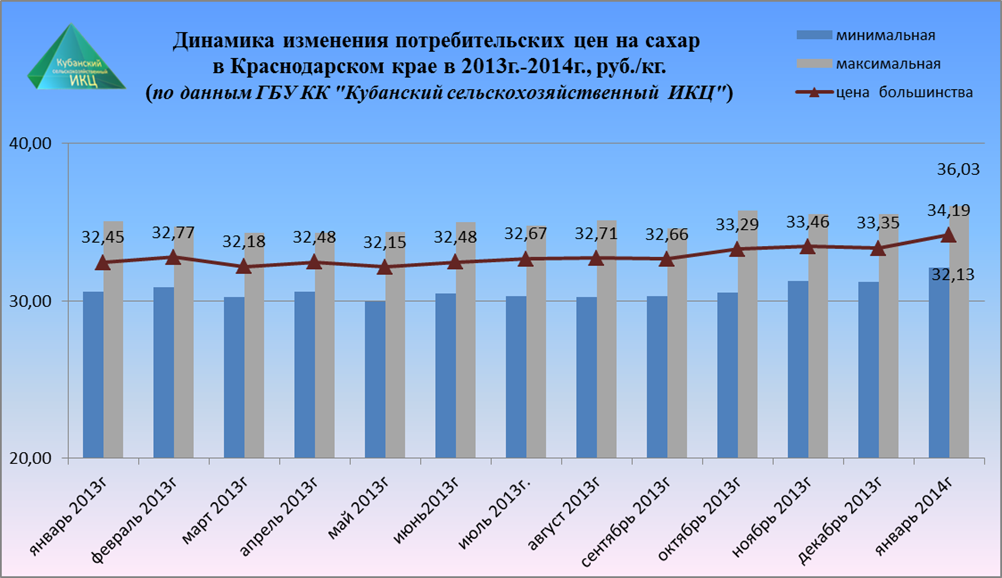 Динамика изменения потребительских цен на сахар
в Краснодарском крае в 2013г.-2014г., руб./кг.
(по данным ГБУ КК "Кубанский сельскохозяйственный ИКЦ")
Кубанский
сельскохозяйственный
ИКЦ
минимальная
максимальная
цена большинства
40,00
30,00
20,00
32,45
32,77
32,18
32,48
32,15
32,48
32,67
32,71
32,66
33,29
33,46
33,35
36,03
34,19
32,13
январь 2013г
февраль 2013г
март 2013г
апрель 2013г
май 2013г
июнь2013г
июль 2013г.
август 2013г
сентябрь 2013г
октябрь 2013г
ноябрь 2013г
декабрь 2013г
январь 2014г